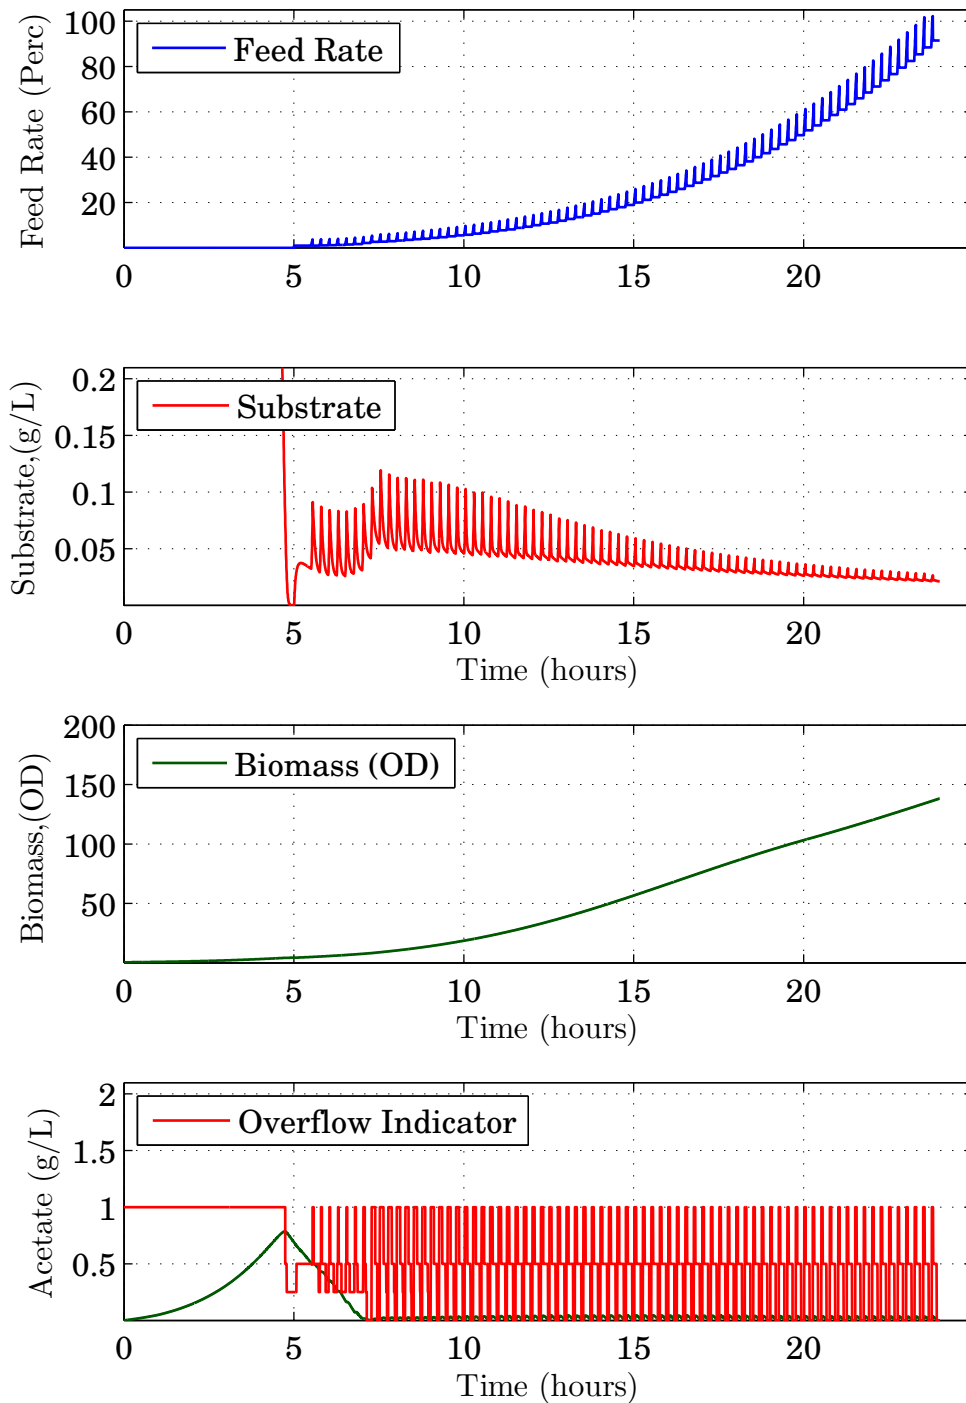 Feed Rate (Perc)
100
80
60
40
20
Feed Rate
0 5 10 15 20
Substrate,(g/L)
0.2
0.15
0.1
0.05
Substrate
0 5 10 15 20
Time (hours)
Biomass,(OD)
200
150
100
50
Biomass (OD)
0 5 10 15 20
Time (hours)
Acetate (g/L)
2
1.5
1
0.5
Overflow Indicator
0 5 10 15 20
Time (hours)